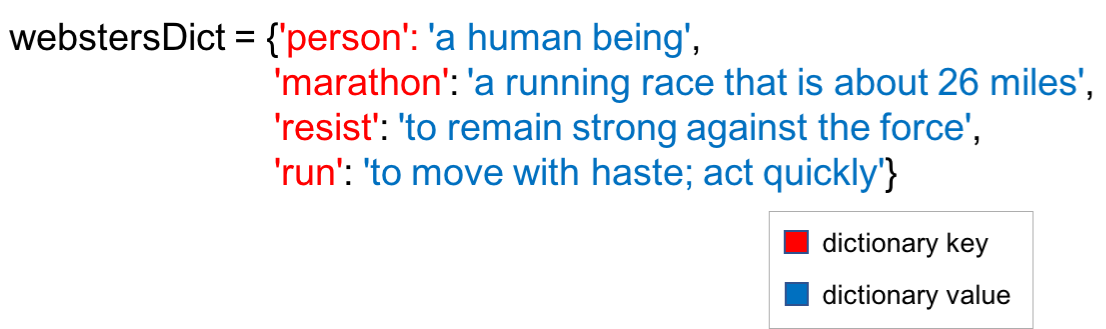 webstersDict = {'person': 'a human being',
'marathon': 'a running race that is about 26 miles',
'resist': 'to remain strong against the force',
'run': 'to move with haste; act quickly'}
dictionary key
dictionary value